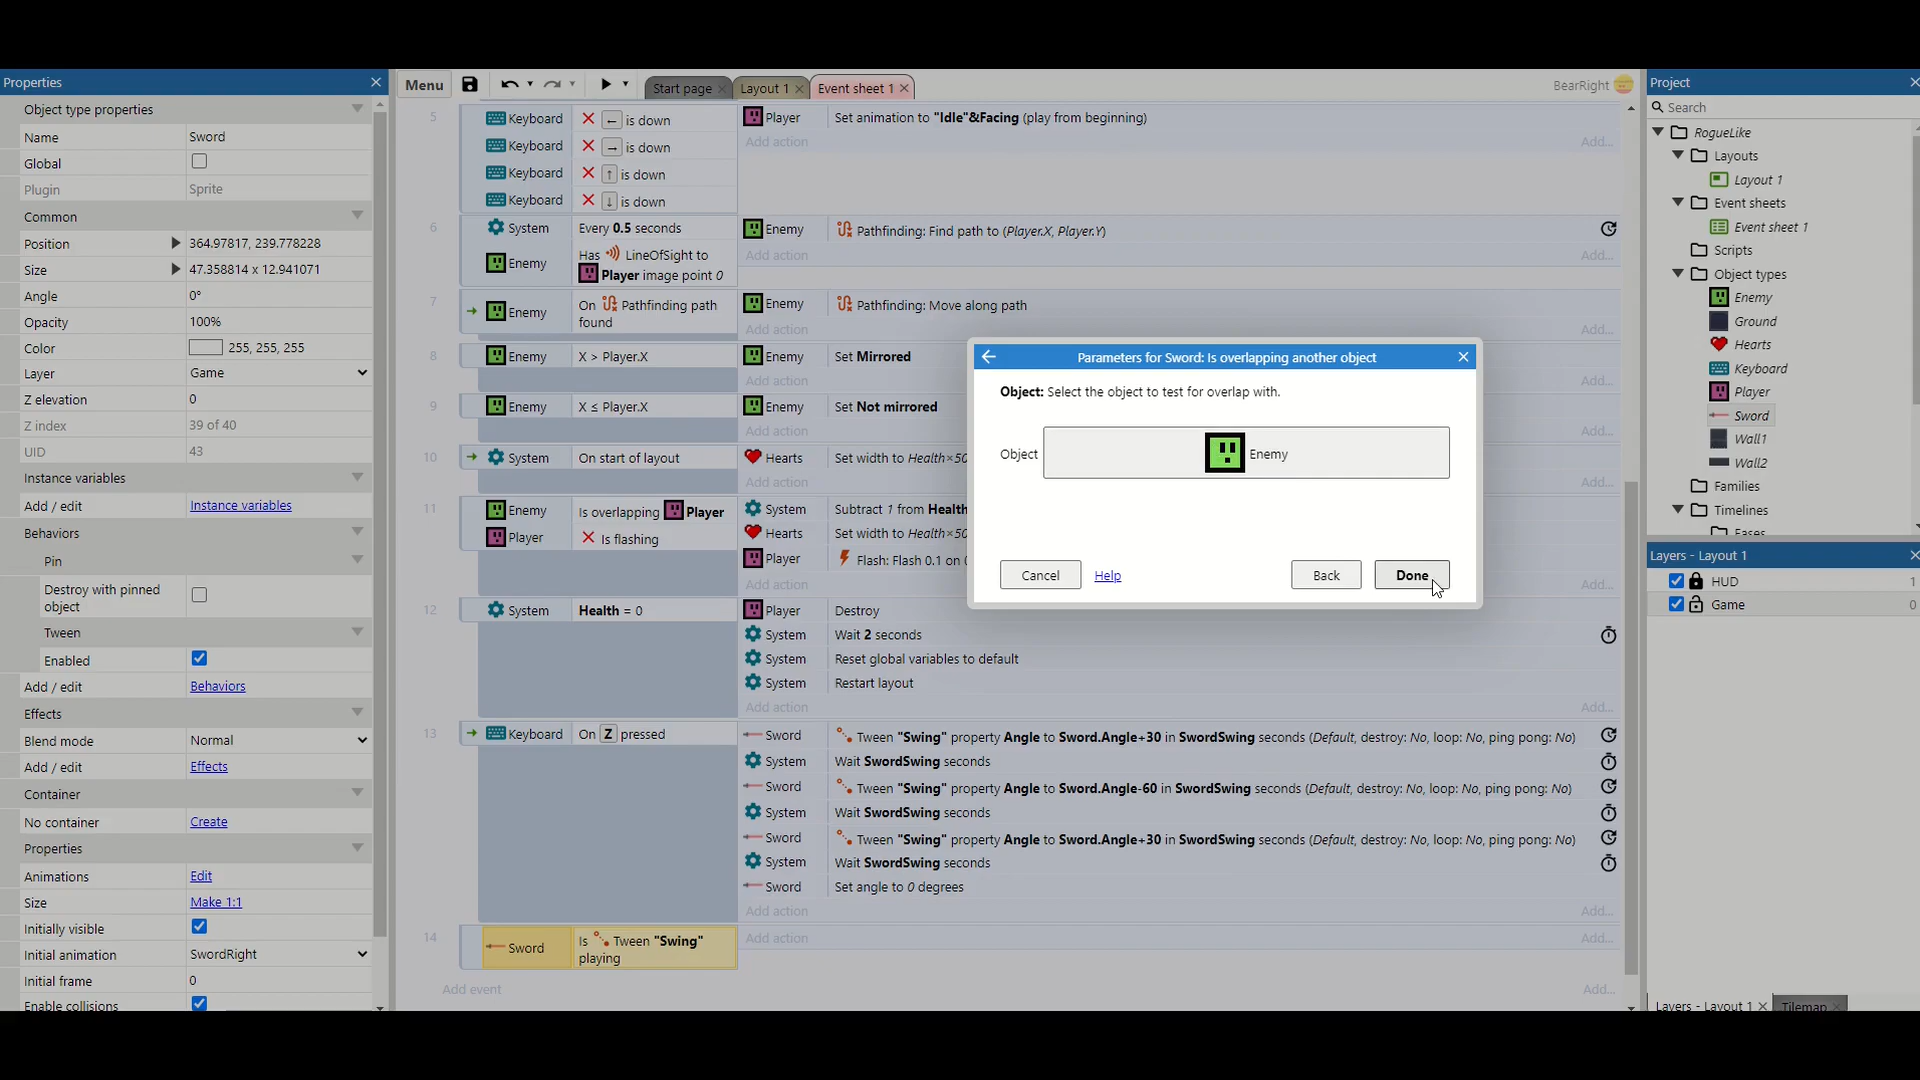 Properties
Object type properties
Name Sword
Global
Plugin Sprite
Common
Position 364.97817, 239.778228
Size 47.358814 x 12.941071
Angle 0°
Opacity 100%
Color 255, 255, 255
Layer Game
Z elevation 0
Z index 39 of 40
UID 43
Instance variables
Add / edit Instance variables
Behaviors
Pin
Destroy with pinned
object
Tween
Enabled
Add / edit Behaviors
Effects
Blend mode Normal
Add / edit Effects
Container
No container Create
Properties
Animations Edit
Size Make 1:1
Initially visible
Initial animation SwordRight
Initial frame 0
Enable collisions
Menu Start page Layout 1 Event sheet 1 BearRight
5 Keyboard ← is down Player Set animation to "Idle"&Facing (play from beginning)
Keyboard → is down Add action Add...
Keyboard ↑ is down
Keyboard ↓ is down
6 System Every 0.5 seconds Enemy Pathfinding: Find path to (Player.X, Player.Y)
Enemy Has LineOfSight to Add action Add...
Player image point 0
7 Enemy On Pathfinding path Enemy Pathfinding: Move along path
found Add action Add...
8 Enemy X > Player.X Enemy Set Mirrored
Add action Add...
9 Enemy X ≤ Player.X Enemy Set Not mirrored
Add action Add...
10 System On start of layout Hearts Set width to Health×50
Add action Add...
11 Enemy Is overlapping Player System Subtract 1 from Health
Player Is flashing Hearts Set width to Health×50
Player Flash: Flash 0.1 on
Add action Add...
12 System Health = 0 Player Destroy
System Wait 2 seconds
System Reset global variables to default
System Restart layout
Add action Add...
13 Keyboard On Z pressed Sword Tween "Swing" property Angle to Sword.Angle+30 in SwordSwing seconds (Default, destroy: No, loop: No, ping pong: No)
System Wait SwordSwing seconds
Sword Tween "Swing" property Angle to Sword.Angle-60 in SwordSwing seconds (Default, destroy: No, loop: No, ping pong: No)
System Wait SwordSwing seconds
Sword Tween "Swing" property Angle to Sword.Angle+30 in SwordSwing seconds (Default, destroy: No, loop: No, ping pong: No)
System Wait SwordSwing seconds
Sword Set angle to 0 degrees
Add action Add...
14 Sword Is Tween "Swing" Add action Add...
playing
Add event Add...
Parameters for Sword: Is overlapping another object
Object: Select the object to test for overlap with.
Object Enemy
Cancel Help Back Done
Project
Search
RogueLike
Layouts
Layout 1
Event sheets
Event sheet 1
Scripts
Object types
Enemy
Ground
Hearts
Keyboard
Player
Sword
Wall1
Wall2
Families
Timelines
Eases
Layers - Layout 1
HUD 1
Game 0
Layers - Layout 1 Tilemap